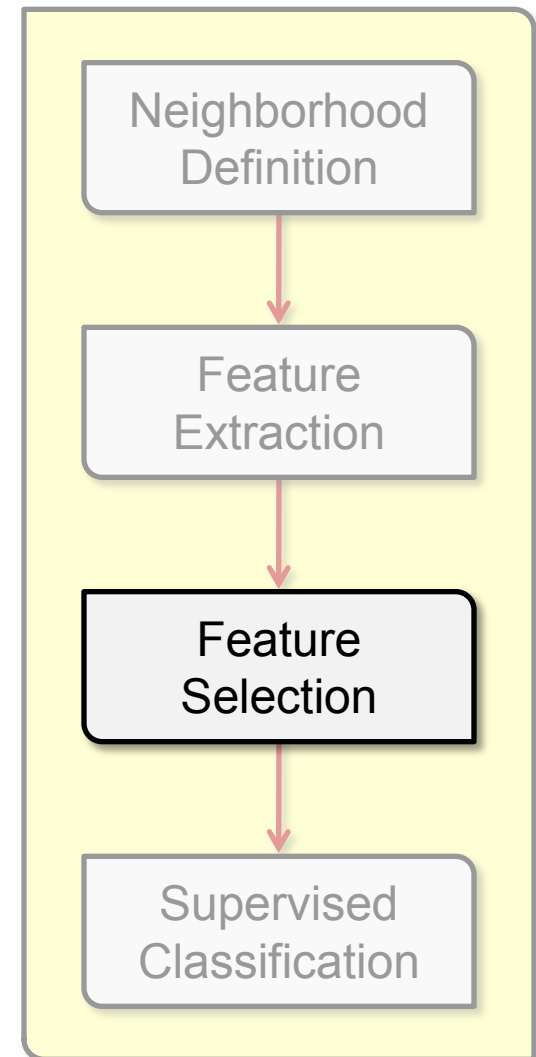 Neighborhood
Definition
Feature
Extraction
Feature
Selection
Supervised
Classification